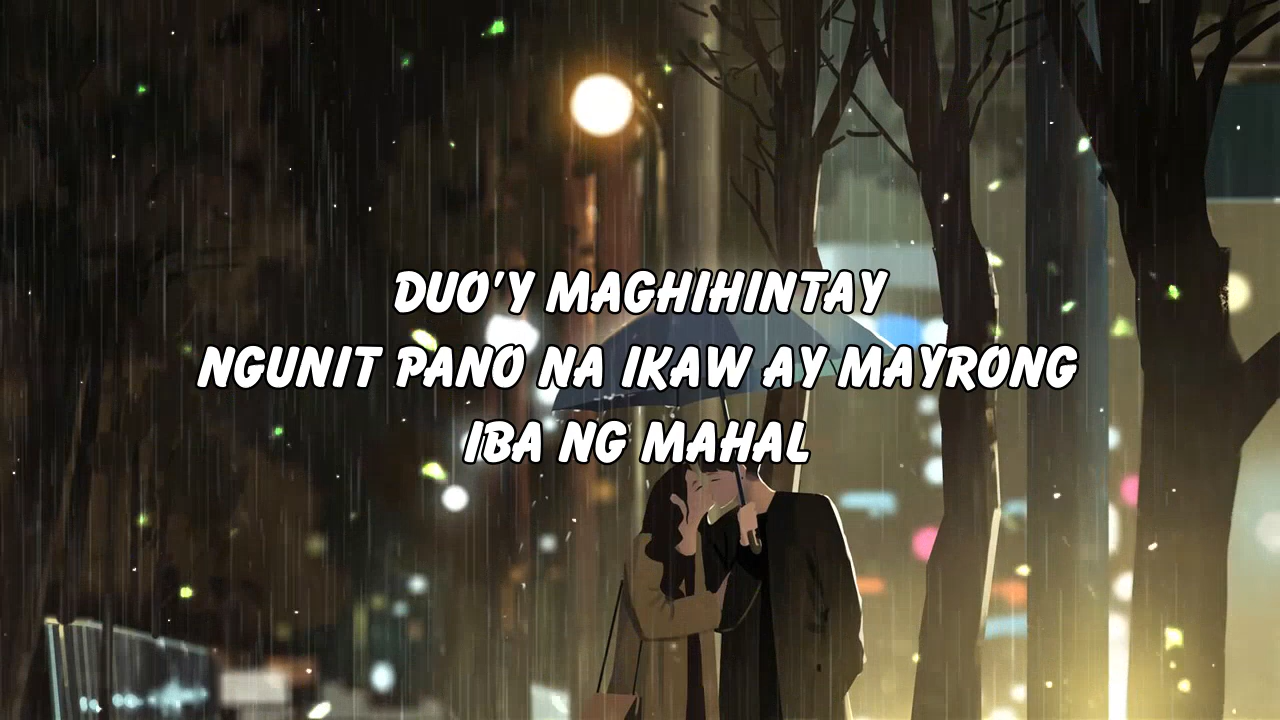 DUO'Y MAGHIHINTAY
NGUNIT PANO NA IKAW AY MAYRONG
IBA NG MAHAL